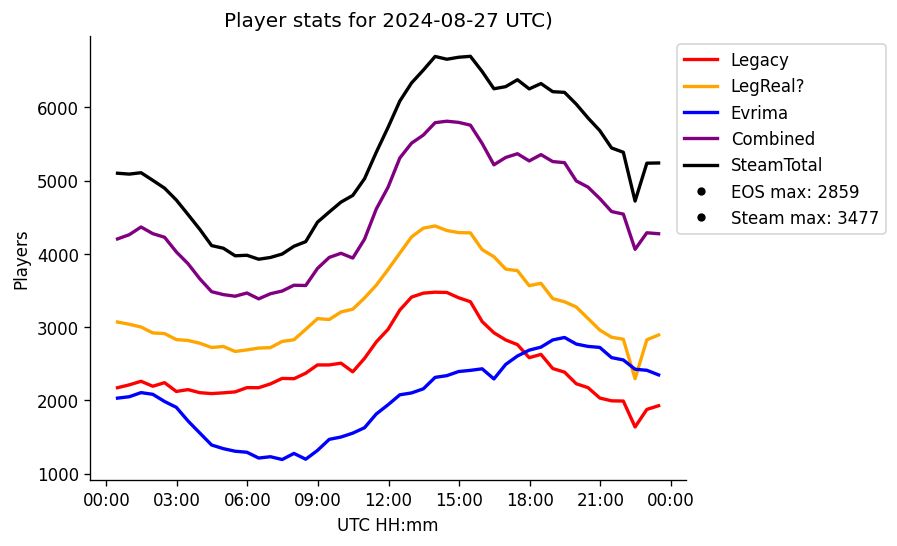 Player stats for 2024-08-27 UTC)
Legacy
LegReal?
Evrima
Combined
SteamTotal
EOS max: 2859
Steam max: 3477
Players
6000
5000
4000
3000
2000
1000
00:00 03:00 06:00 09:00 12:00 15:00 18:00 21:00 00:00
UTC HH:mm